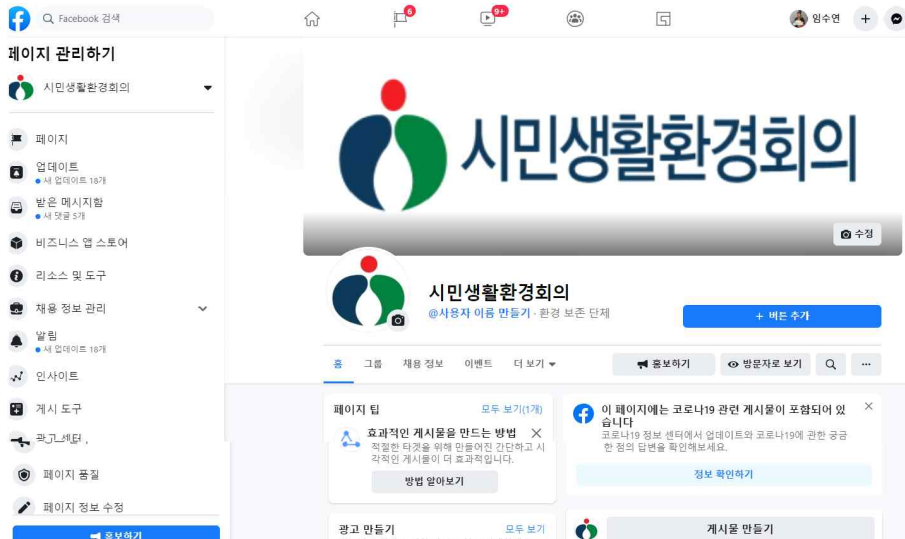 Facebook 검색
6
9+
임수연
페이지 관리하기
시민생활환경회의
페이지
업데이트
새 업데이트 18개
받은 메시지함
새 댓글 5개
비즈니스 앱 스토어
리소스 및 도구
채용 정보 관리
알림
새 업데이트 18개
인사이트
게시 도구
광고 센터
페이지 품질
페이지 정보 수정
홍보하기
시민생활환경회의
수정
시민생활환경회의
@사용자 이름 만들기 · 환경 보존 단체
+ 버튼 추가
홈 그룹 채용 정보 이벤트 더 보기
홍보하기 방문자로 보기 ...
페이지 팁 모두 보기(1개)
효과적인 게시물을 만드는 방법
적절한 타겟을 위해 만들어진 간단하고 시
각적인 게시물이 더 효과적입니다.
방법 알아보기
광고 만들기 모두 보기
이 페이지에는 코로나19 관련 게시물이 포함되어 있
습니다
코로나19 정보 센터에서 업데이트와 코로나19에 관한 궁금
한 점의 답변을 확인해보세요.
정보 확인하기
게시물 만들기